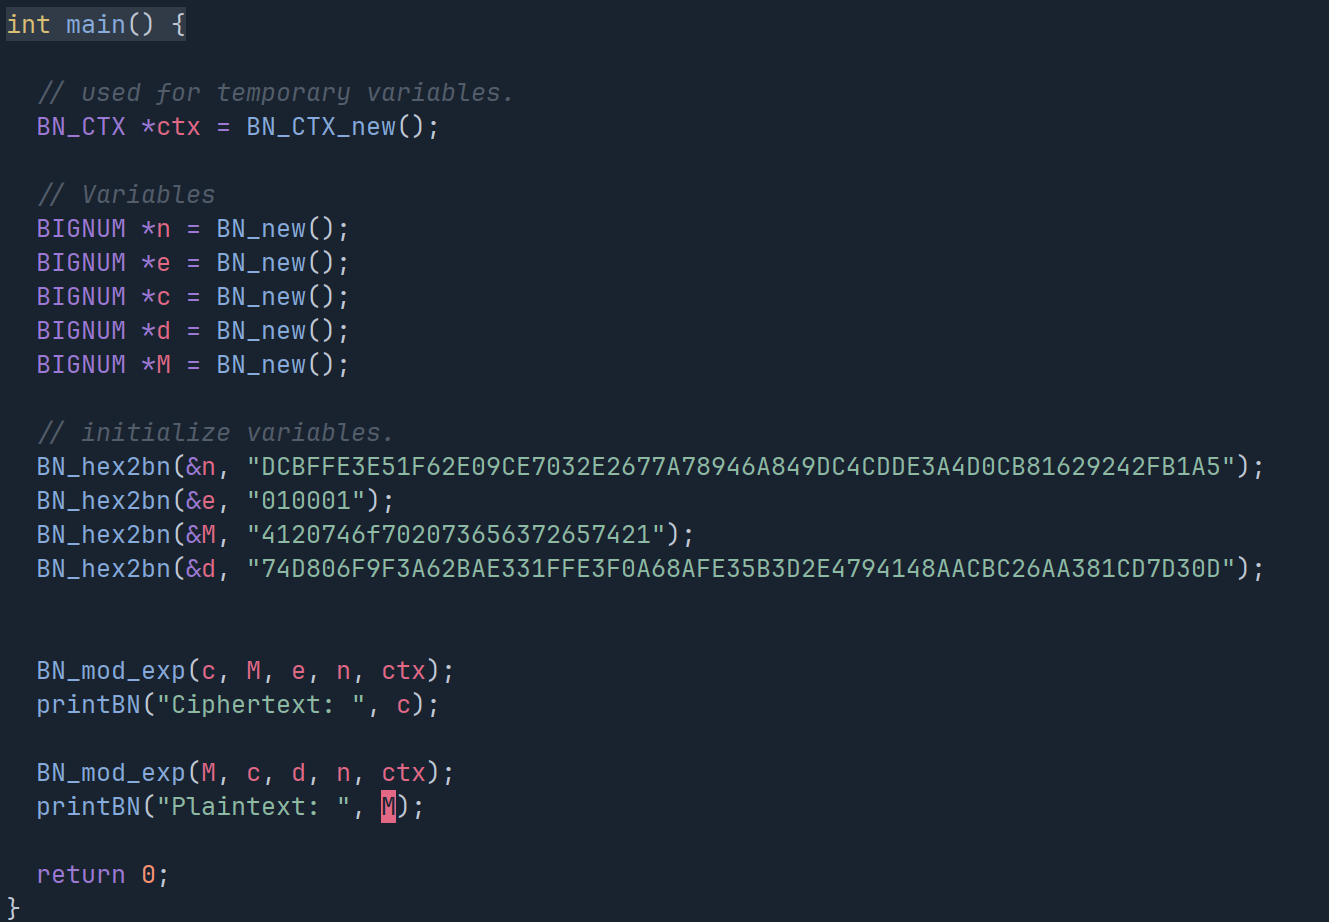 int main() {
// used for temporary variables.
BN_CTX *ctx = BN_CTX_new();
// Variables
BIGNUM *n = BN_new();
BIGNUM *e = BN_new();
BIGNUM *c = BN_new();
BIGNUM *d = BN_new();
BIGNUM *M = BN_new();
// initialize variables.
BN_hex2bn(&n, "DCBFFE3E51F62E09CE7032E2677A78946A849DC4CDDE3A4D0CB81629242FB1A5");
BN_hex2bn(&e, "010001");
BN_hex2bn(&M, "4120746f702073656372657421");
BN_hex2bn(&d, "74D806F9F3A62BAE331FFE3F0A68AFE35B3D2E4794148AACBC26AA381CD7D30D");
BN_mod_exp(c, M, e, n, ctx);
printBN("Ciphertext: ", c);
BN_mod_exp(M, c, d, n, ctx);
printBN("Plaintext: ", M);
return 0;
}